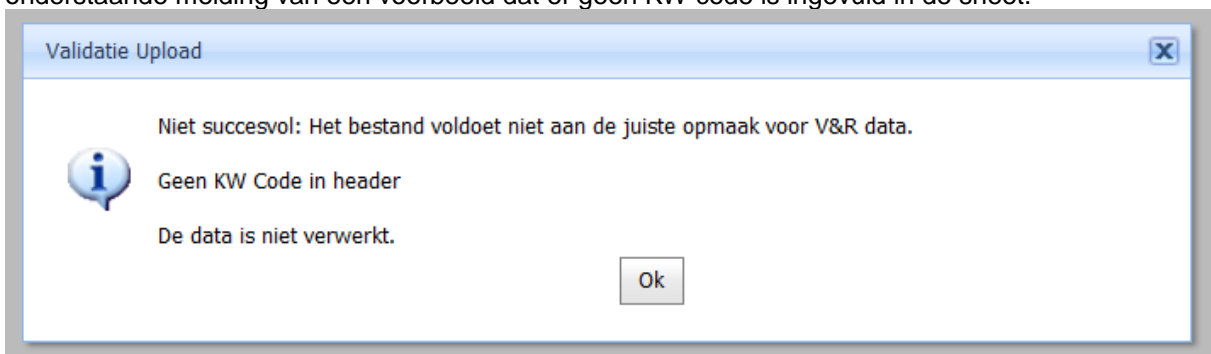 onderstaande melding van een voorbeeld dat er geen KW-code is ingevuld in de sheet.
Validatie Upload
Niet succesvol: Het bestand voldoet niet aan de juiste opmaak voor V&R data.
Geen KW Code in header
De data is niet verwerkt.
Ok